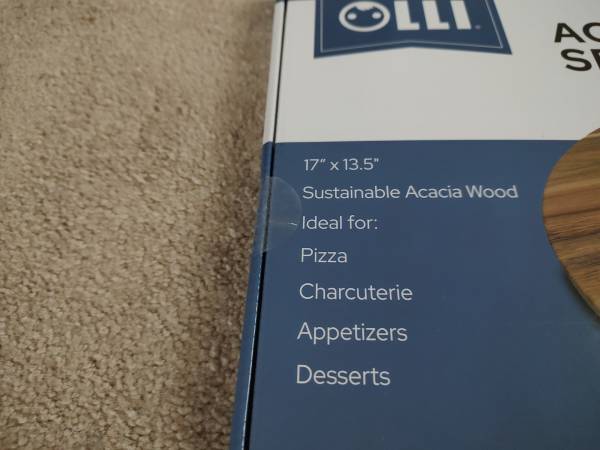 OLLI
17" x 13.5"
Sustainable Acacia Wood
Ideal for:
Pizza
Charcuterie
Appetizers
Desserts